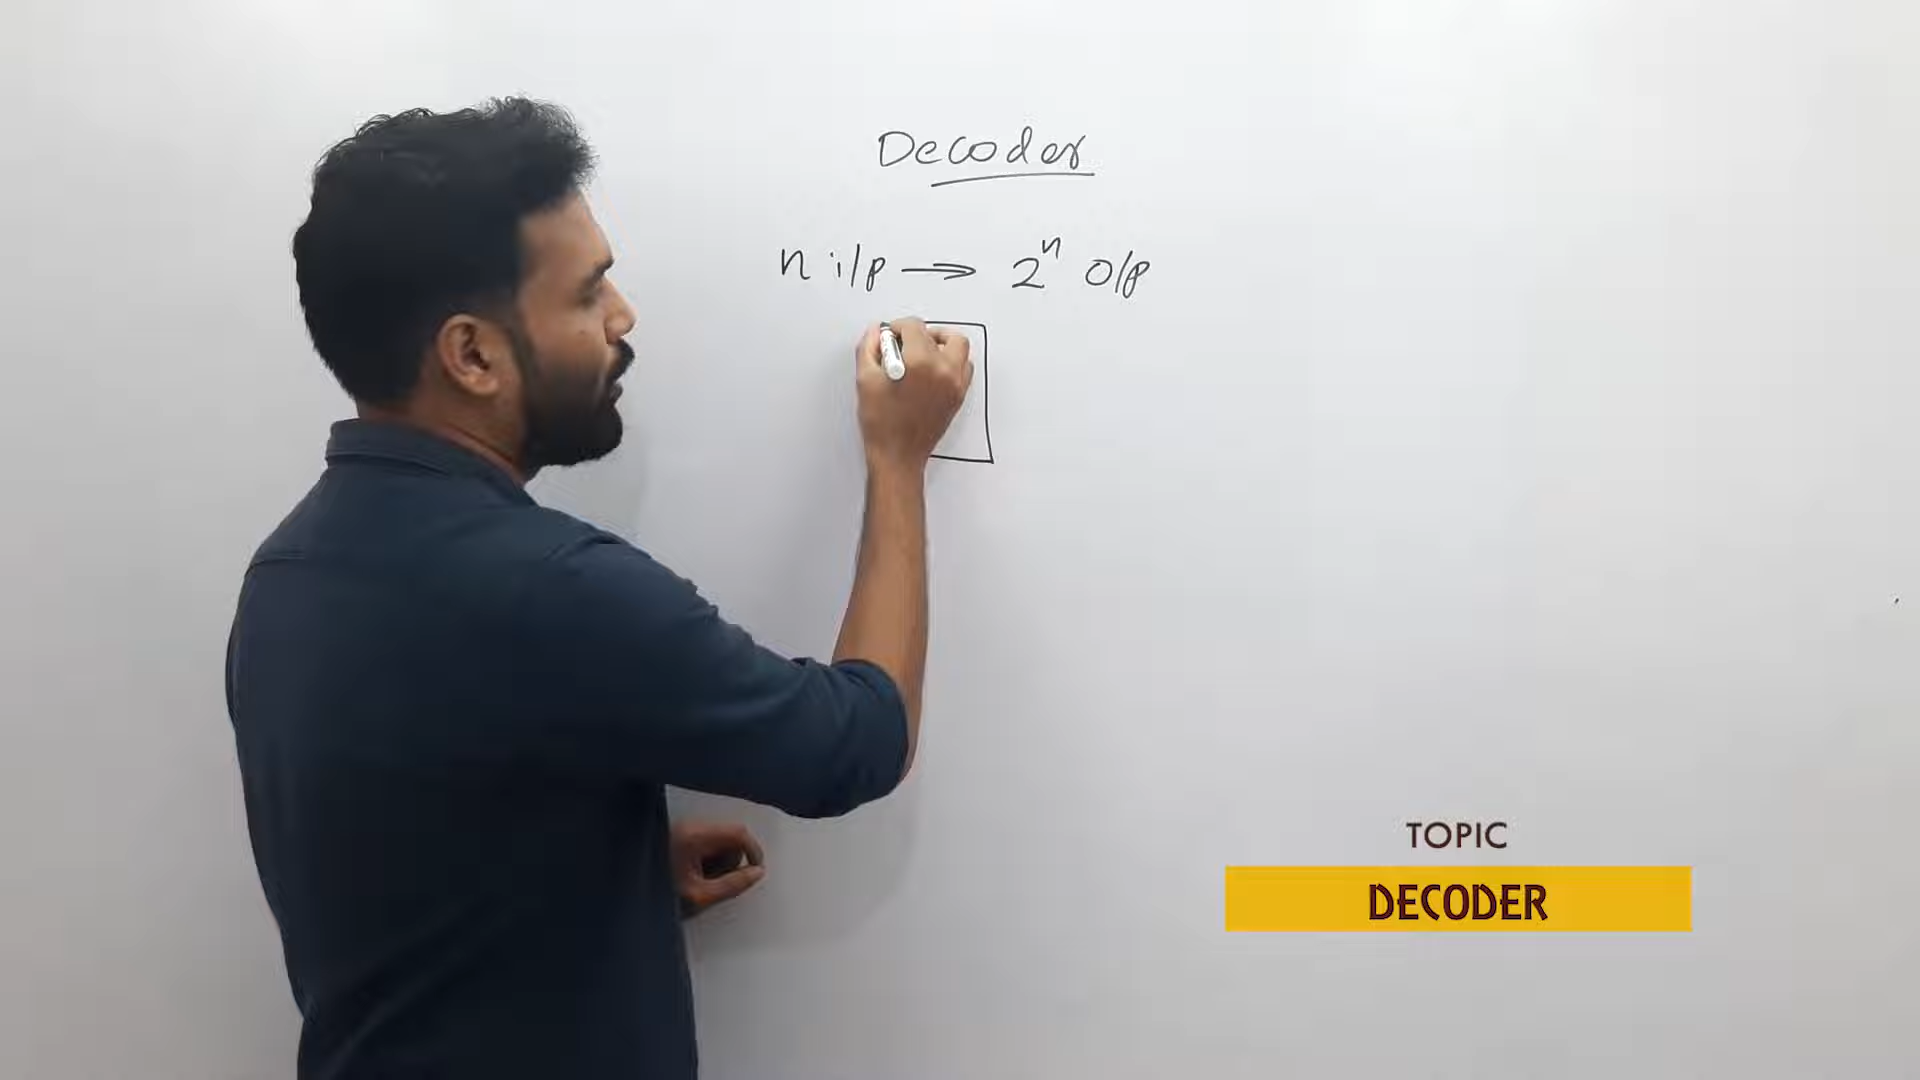 Decoder
n i/p → 2ⁿ o/p
TOPIC
DECODER